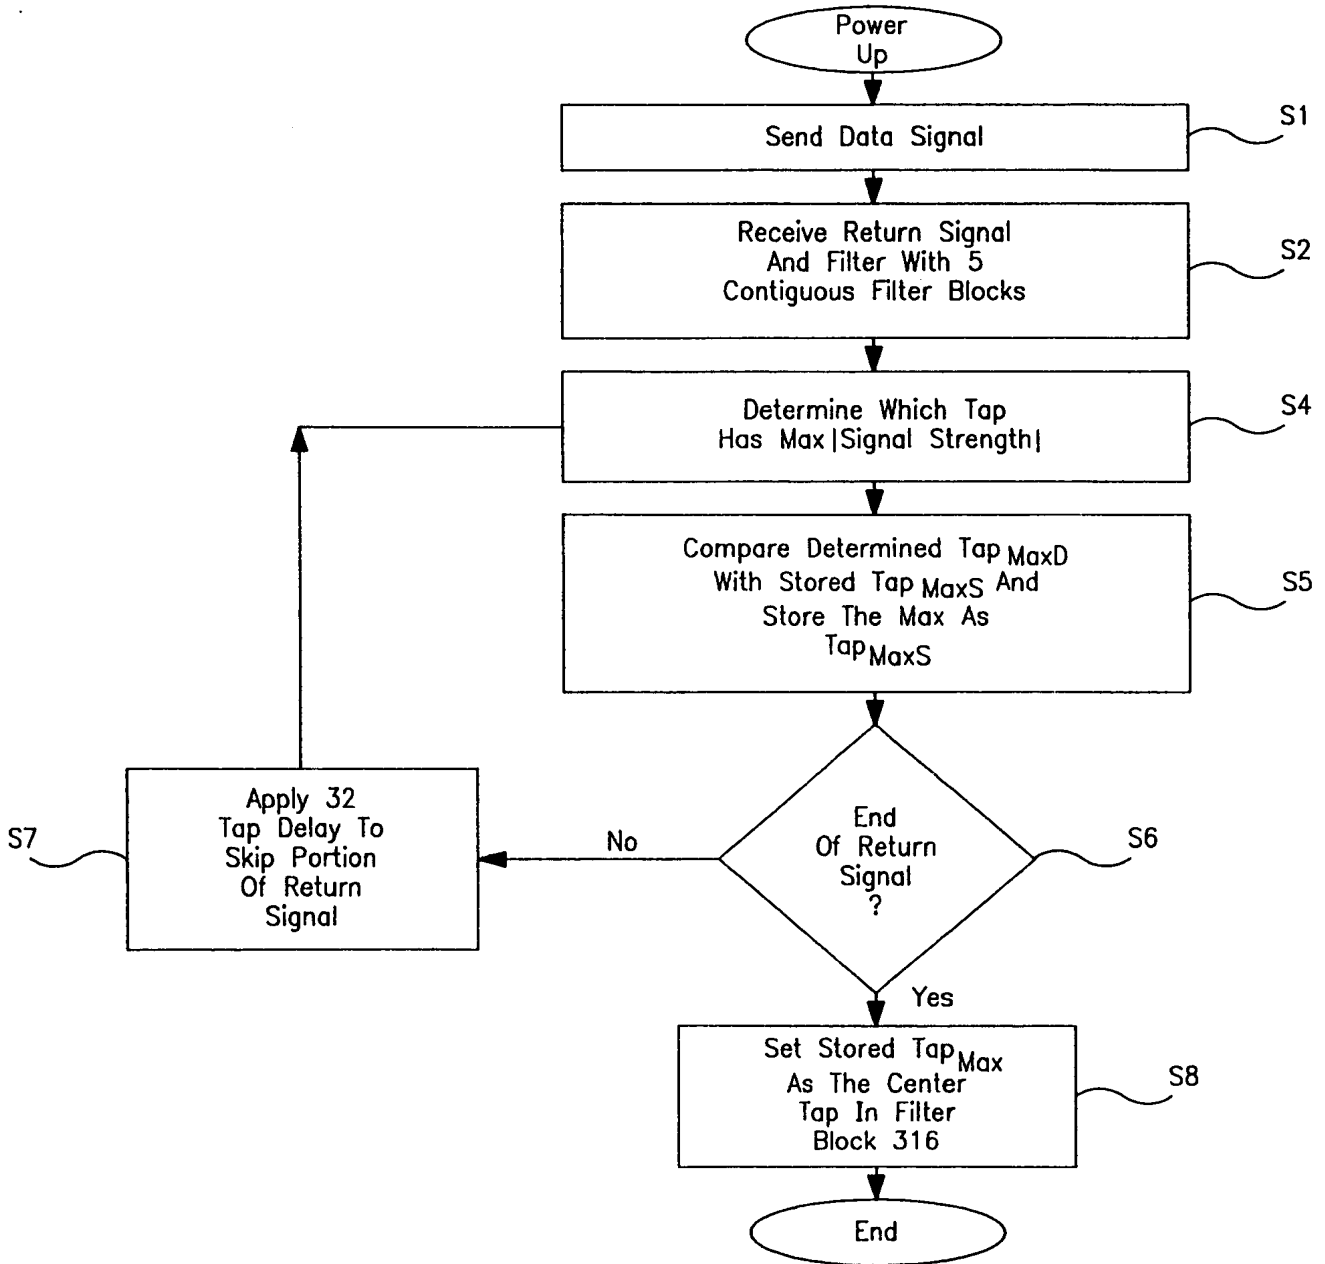 Power
Up
Send Data Signal
S1
Receive Return Signal
And Filter With 5
Contiguous Filter Blocks
S2
Determine Which Tap
Has Max|Signal Strength|
S4
Compare Determined Tap MaxD
With Stored Tap MaxS And
Store The Max As
Tap MaxS
S5
End
Of Return
Signal
?
S6
No
Apply 32
Tap Delay To
Skip Portion
Of Return
Signal
S7
Yes
Set Stored Tap Max
As The Center
Tap In Filter
Block 316
S8
End